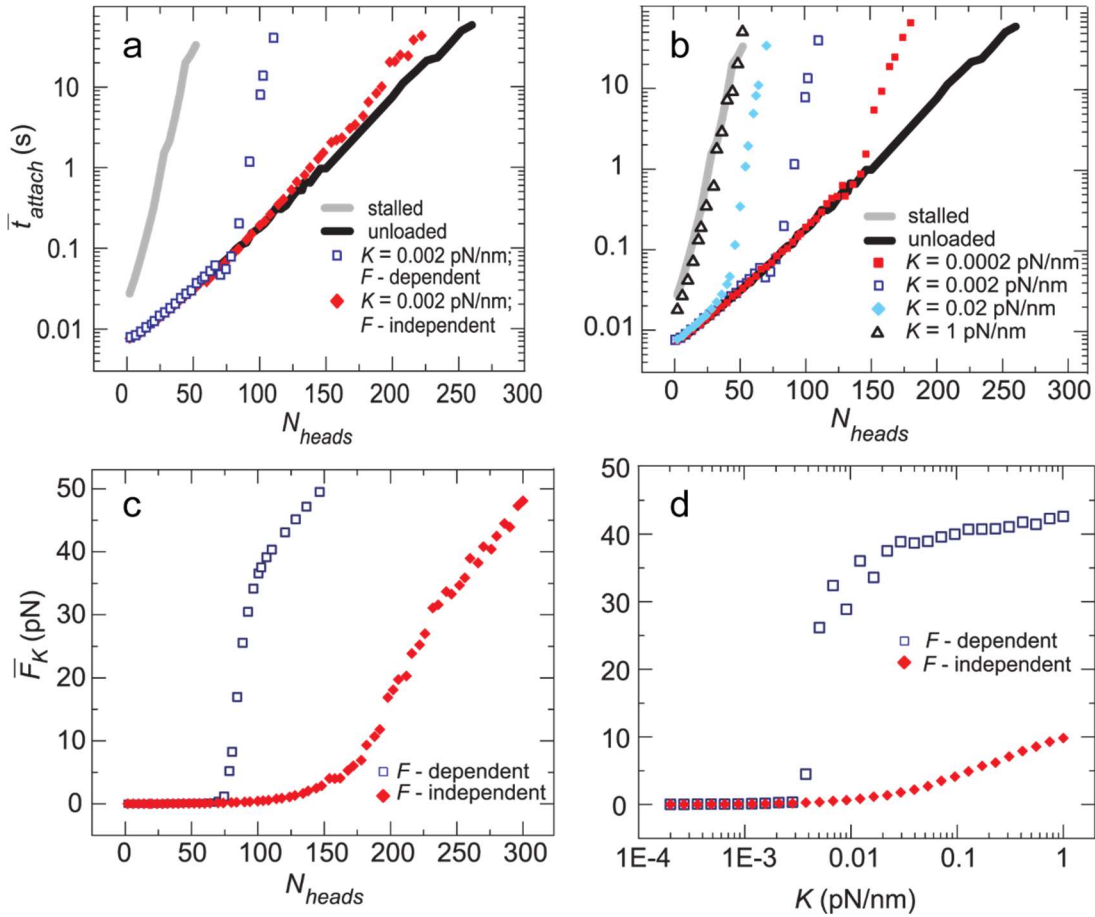 a
10
1
0.1
0.01
t̅attach (s)
stalled
unloaded
K = 0.002 pN/nm;
F - dependent
K = 0.002 pN/nm;
F - independent
0 50 100 150 200 250 300
Nheads
b
10
1
0.1
0.01
stalled
unloaded
K = 0.0002 pN/nm
K = 0.002 pN/nm
K = 0.02 pN/nm
K = 1 pN/nm
0 50 100 150 200 250 300
Nheads
c
50
40
30
20
10
0
F̅K (pN)
F - dependent
F - independent
0 50 100 150 200 250 300
Nheads
d
50
40
30
20
10
0
F - dependent
F - independent
1E-4 1E-3 0.01 0.1 1
K (pN/nm)